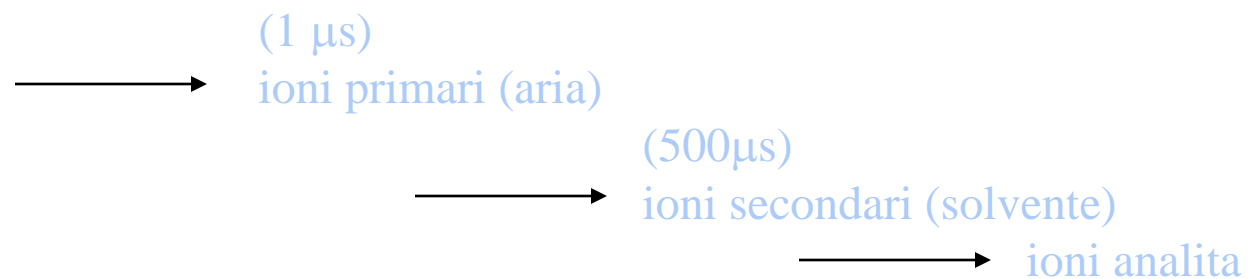 (1 μs)
ioni primari (aria)
(500μs)
ioni secondari (solvente)
ioni analita